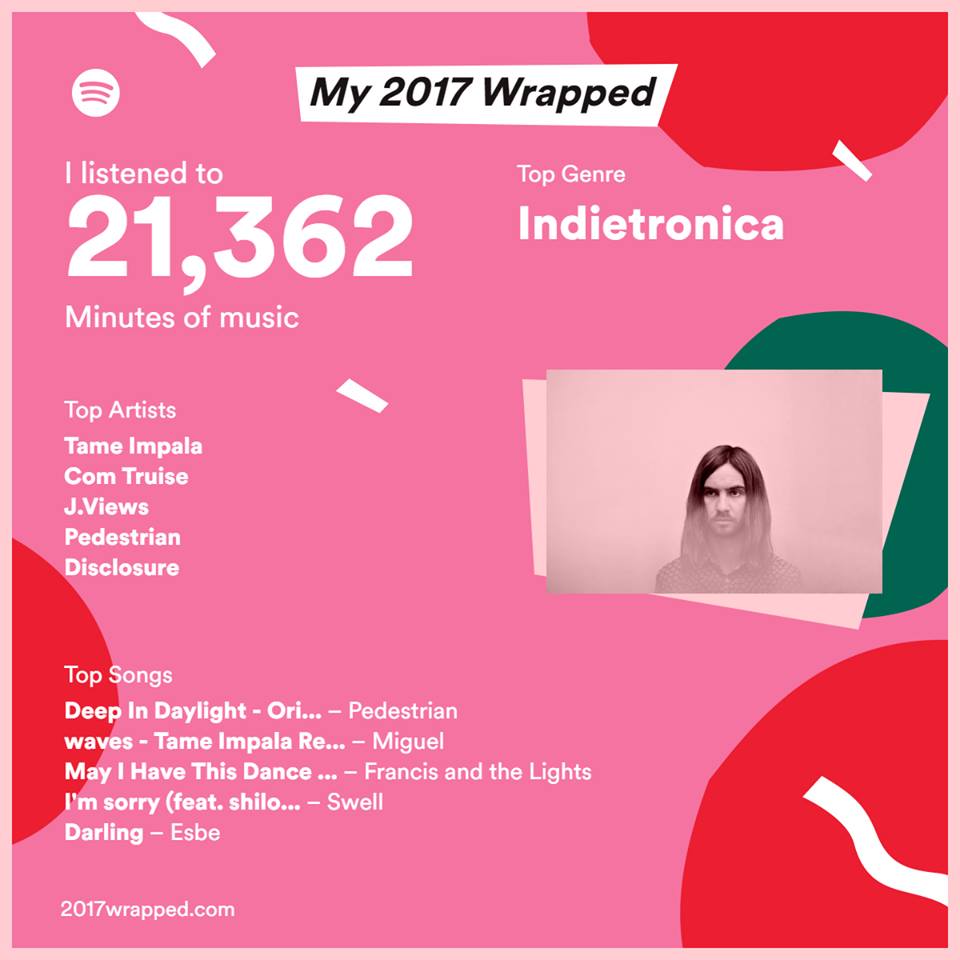 My 2017 Wrapped
I listened to
21,362
Minutes of music
Top Genre
Indietronica
Top Artists
Tame Impala
Com Truise
J.Views
Pedestrian
Disclosure
Top Songs
Deep In Daylight - Ori... – Pedestrian
waves - Tame Impala Re... – Miguel
May I Have This Dance ... – Francis and the Lights
I'm sorry (feat. shilo... – Swell
Darling – Esbe
2017wrapped.com